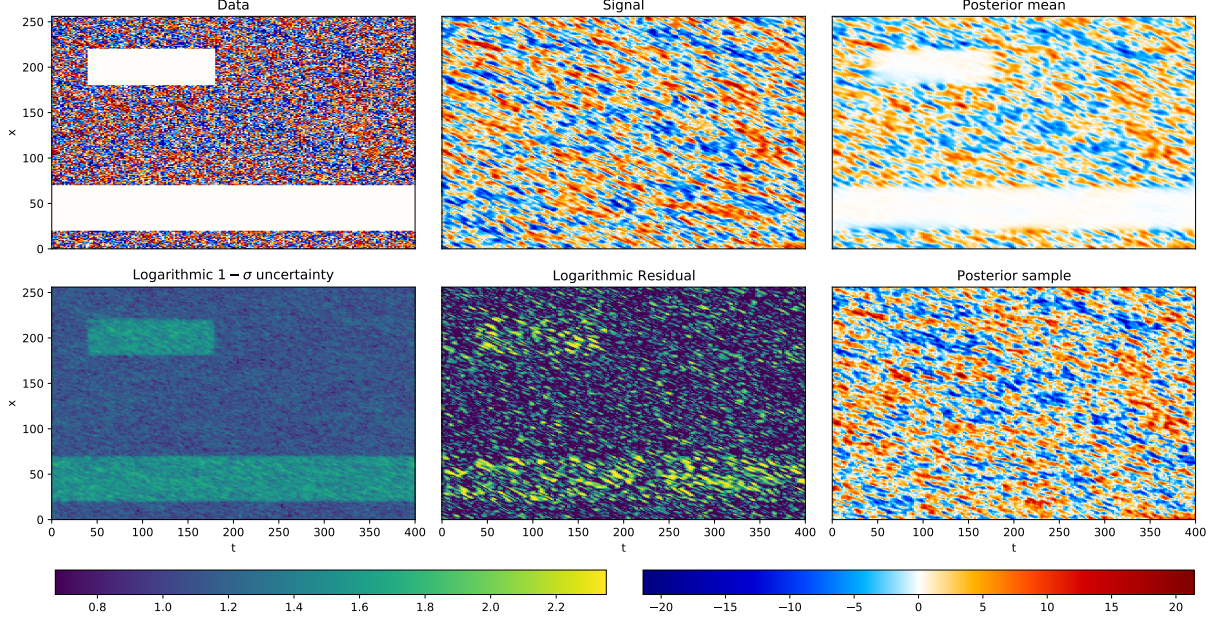 Data
Signal
Posterior mean
250
200
150
100
50
0
x
Logarithmic 1 − σ uncertainty
Logarithmic Residual
Posterior sample
250
200
150
100
50
0
x
0 50 100 150 200 250 300 350 400
0 50 100 150 200 250 300 350 400
0 50 100 150 200 250 300 350 400
t
t
t
0.8 1.0 1.2 1.4 1.6 1.8 2.0 2.2
−20 −15 −10 −5 0 5 10 15 20